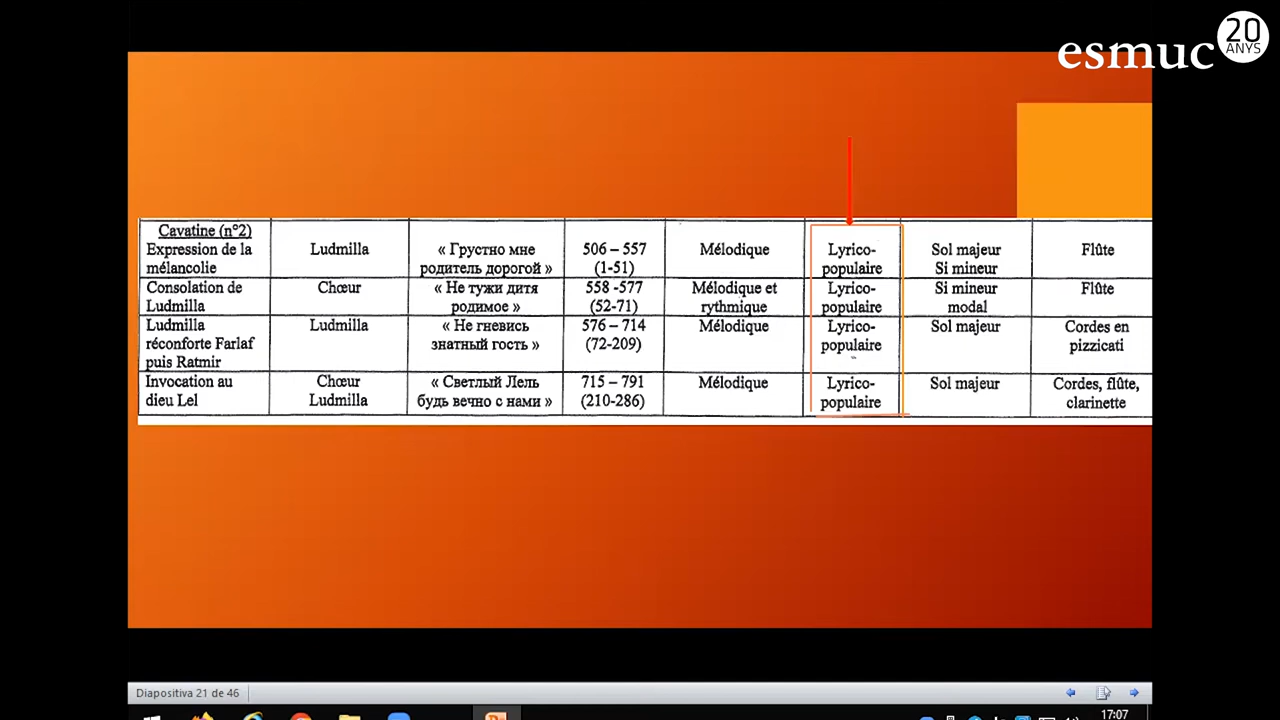 esmuc
20
ANYS
Cavatine (n°2)
Expression de la
mélancolie
Ludmilla
« Грустно мне
родитель дорогой »
506 – 557
(1-51)
Mélodique
Lyrico-
populaire
Sol majeur
Si mineur
Flûte
Consolation de
Ludmilla
Chœur
« Не тужи дитя
родимое »
558 -577
(52-71)
Mélodique et
rythmique
Lyrico-
populaire
Si mineur
modal
Flûte
Ludmilla
réconforte Farlaf
puis Ratmir
Ludmilla
« Не гневись
знатный гость »
576 – 714
(72-209)
Mélodique
Lyrico-
populaire
Sol majeur
Cordes en
pizzicati
Invocation au
dieu Lel
Chœur
Ludmilla
« Светлый Лель
будь вечно с нами »
715 – 791
(210-286)
Mélodique
Lyrico-
populaire
Sol majeur
Cordes, flûte,
clarinette
Diapositiva 21 de 46
17:07